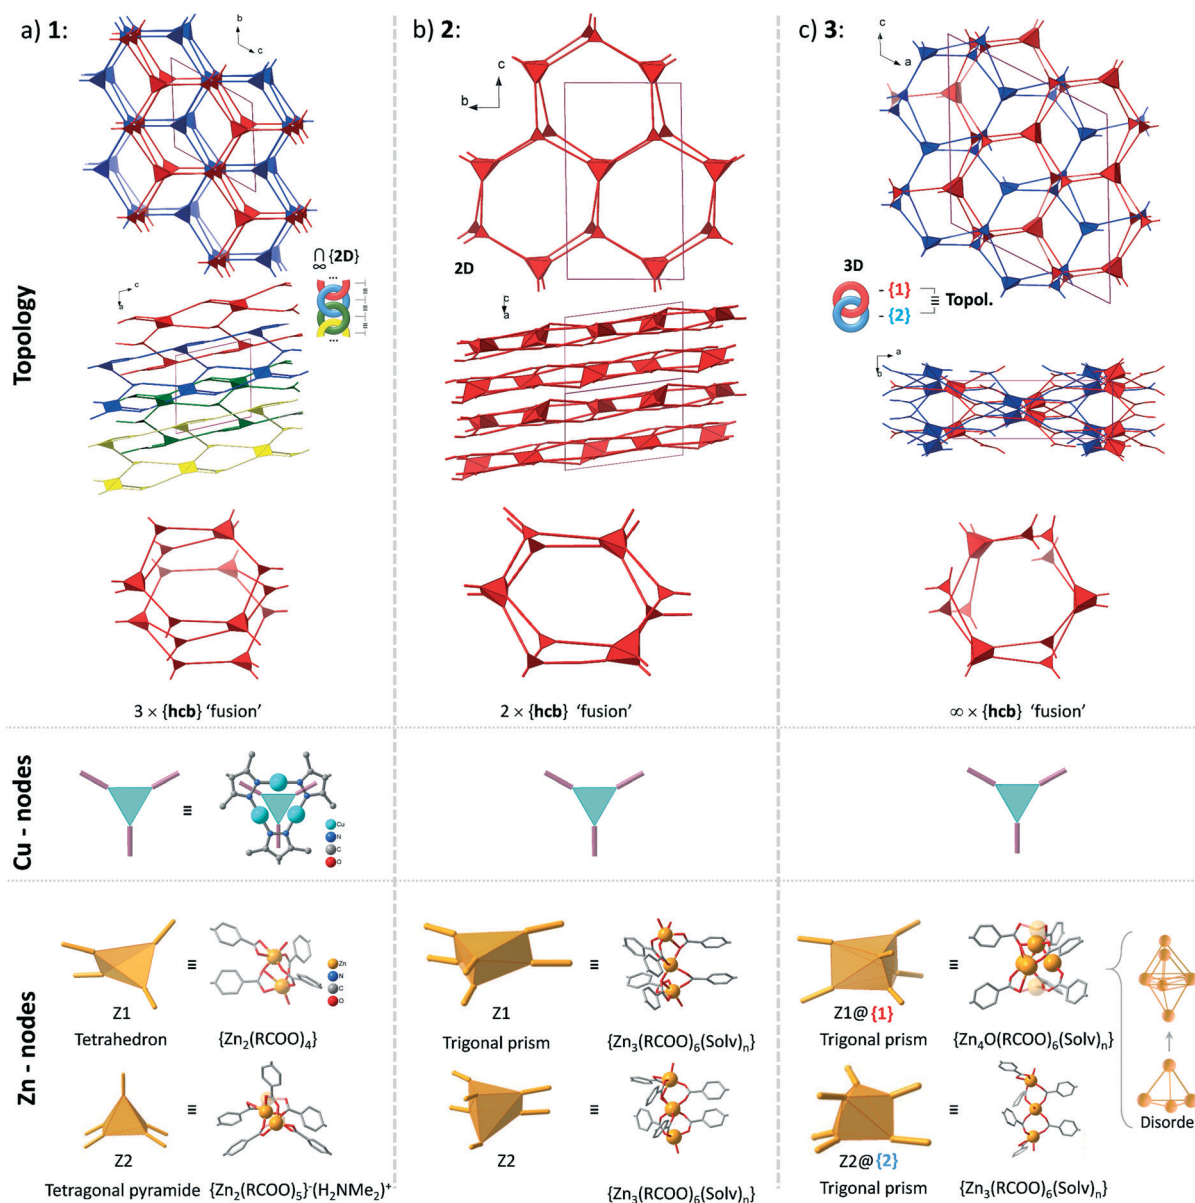 a) 1:
b
c
∩
∞ {2D}
...
≡
≡
≡
...
c
a
3 × {hcb} 'fusion'
b) 2:
c
b
2D
c
a
2 × {hcb} 'fusion'
c) 3:
c
a
3D
- {1}
≡ Topol.
- {2}
a
b
∞ × {hcb} 'fusion'
Topology
Cu - nodes
≡
Cu
N
C
O
Zn - nodes
≡
Zn
N
C
O
Z1
Tetrahedron
{Zn2(RCOO)4}
≡
Z2
Tetragonal pyramide
{Zn2(RCOO)5}-(H2NMe2)+
≡
Z1
Trigonal prism
{Zn3(RCOO)6(Solv)n}
≡
Z2
{Zn3(RCOO)6(Solv)n}
≡
Z1@{1}
Trigonal prism
{Zn4O(RCOO)6(Solv)n}
≡
Z2@{2}
Trigonal prism
{Zn3(RCOO)6(Solv)n}
Disorde